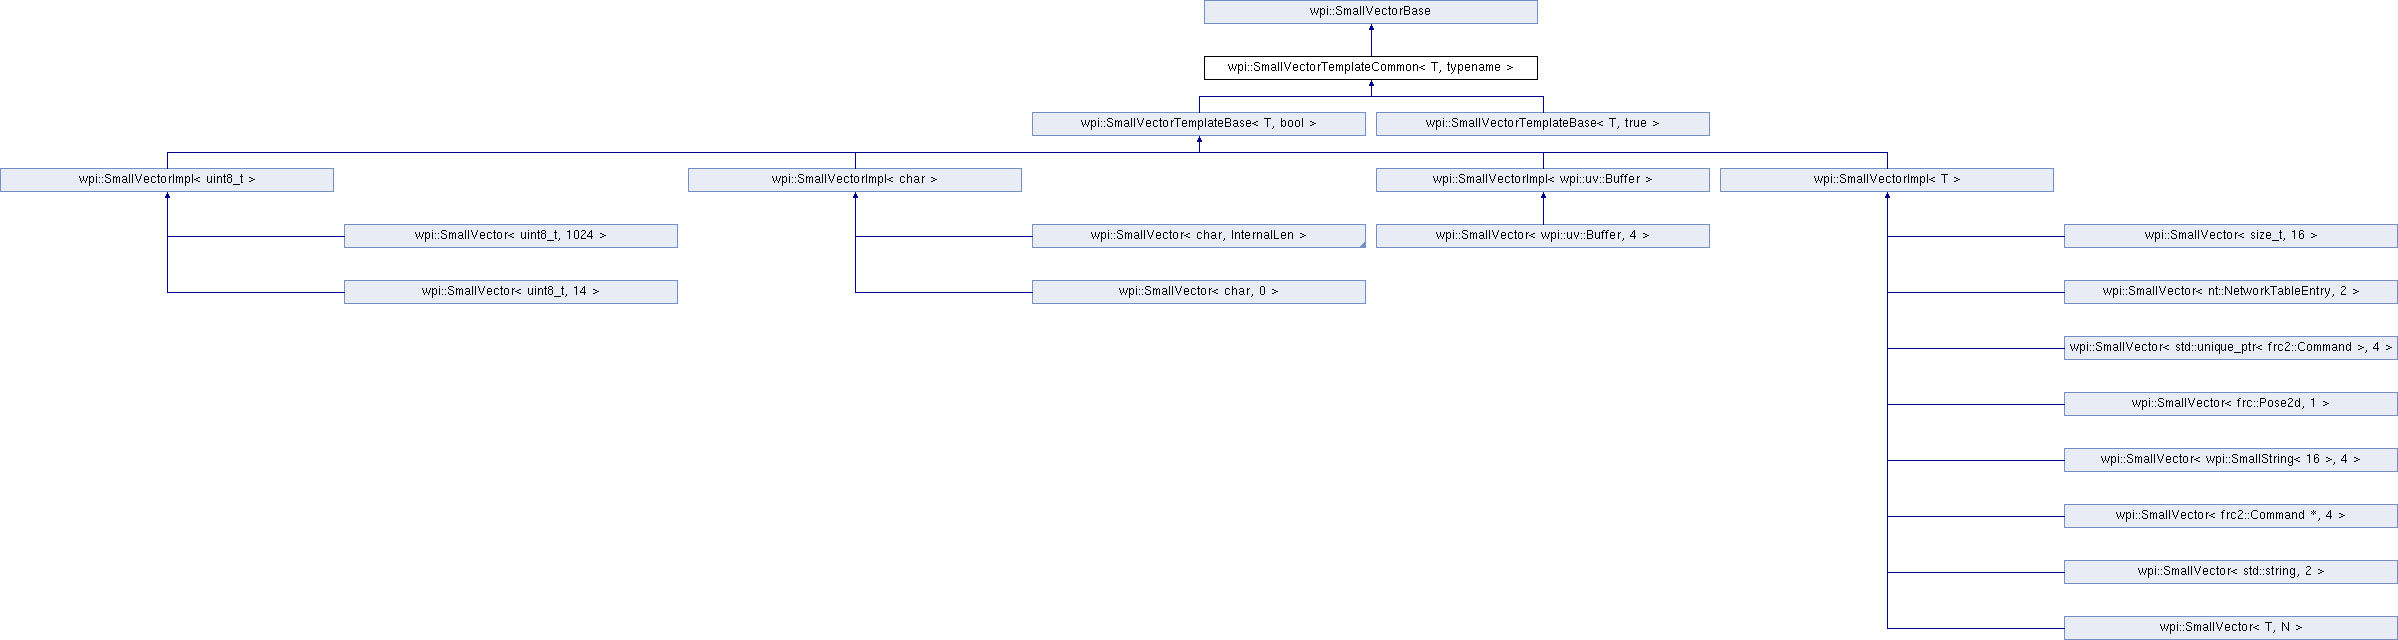 wpi::SmallVectorBase
wpi::SmallVectorTemplateCommon< T, typename >
wpi::SmallVectorTemplateBase< T, bool >
wpi::SmallVectorTemplateBase< T, true >
wpi::SmallVectorImpl< uint8_t >
wpi::SmallVectorImpl< char >
wpi::SmallVectorImpl< wpi::uv::Buffer >
wpi::SmallVectorImpl< T >
wpi::SmallVector< uint8_t, 1024 >
wpi::SmallVector< char, InternalLen >
wpi::SmallVector< wpi::uv::Buffer, 4 >
wpi::SmallVector< size_t, 16 >
wpi::SmallVector< uint8_t, 14 >
wpi::SmallVector< char, 0 >
wpi::SmallVector< nt::NetworkTableEntry, 2 >
wpi::SmallVector< std::unique_ptr< frc2::Command >, 4 >
wpi::SmallVector< frc::Pose2d, 1 >
wpi::SmallVector< wpi::SmallString< 16 >, 4 >
wpi::SmallVector< frc2::Command *, 4 >
wpi::SmallVector< std::string, 2 >
wpi::SmallVector< T, N >